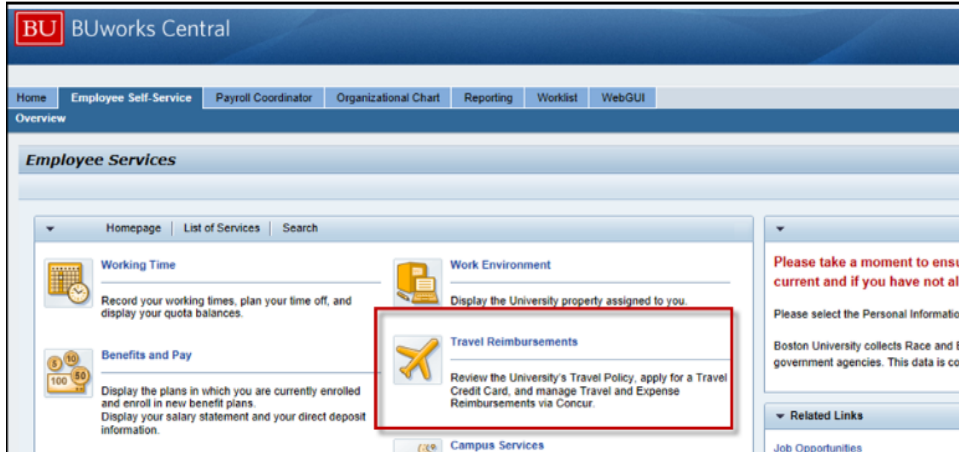 BU BUworks Central
Home Employee Self-Service Payroll Coordinator Organizational Chart Reporting Worklist WebGUI
Overview
Employee Services
Homepage List of Services Search
Working Time
Record your working times, plan your time off, and
display your quota balances.
Work Environment
Display the University property assigned to you.
5 10
100 50
Benefits and Pay
Display the plans in which you are currently enrolled
and enroll in new benefit plans.
Display your salary statement and your direct deposit
information.
Travel Reimbursements
Review the University's Travel Policy, apply for a Travel
Credit Card, and manage Travel and Expense
Reimbursements via Concur.
Campus Services
Please take a moment to ensu
current and if you have not al
Please select the Personal Informatio
Boston University collects Race and E
government agencies. This data is co
Related Links
Job Opportunities